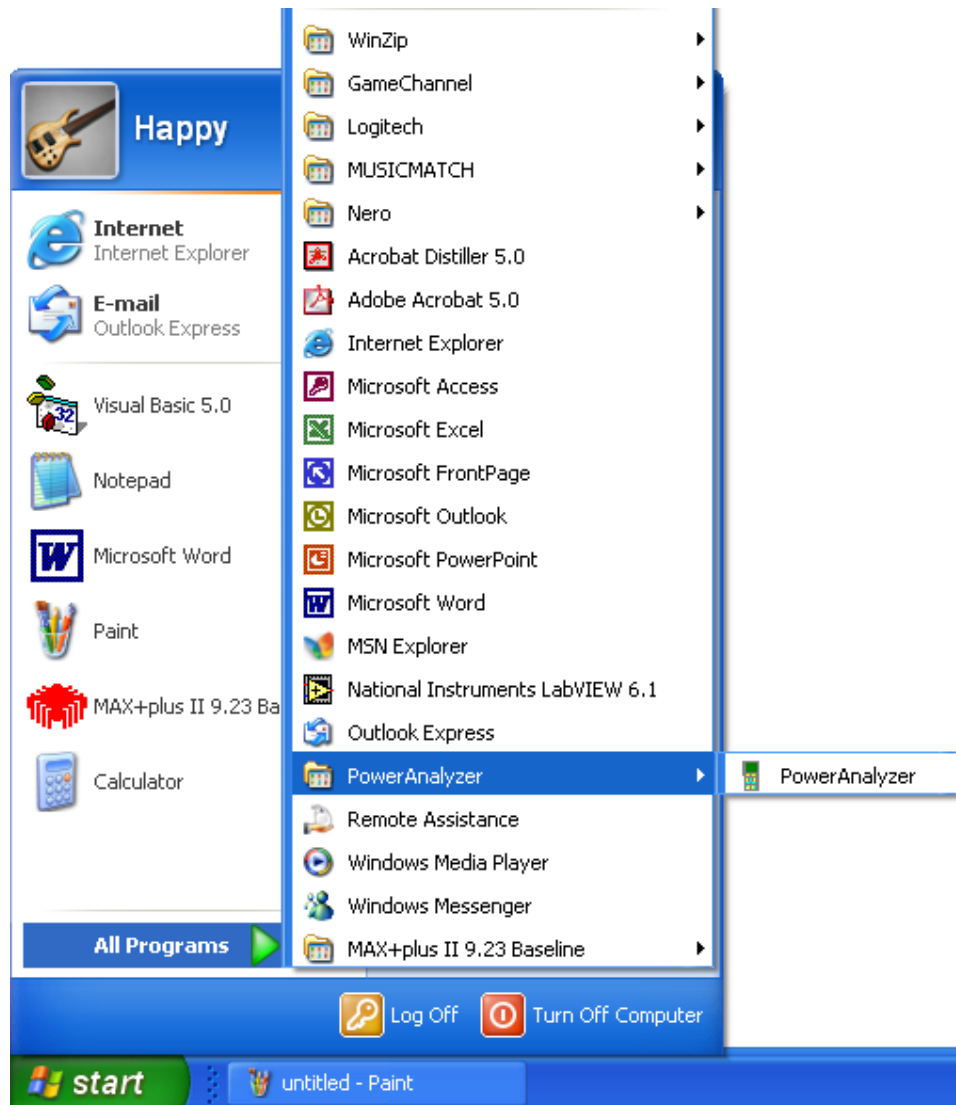 Happy
Internet
Internet Explorer
E-mail
Outlook Express
Visual Basic 5.0
Notepad
Microsoft Word
Paint
MAX+plus II 9.23 Ba
Calculator
All Programs
WinZip
GameChannel
Logitech
MUSICMATCH
Nero
Acrobat Distiller 5.0
Adobe Acrobat 5.0
Internet Explorer
Microsoft Access
Microsoft Excel
Microsoft FrontPage
Microsoft Outlook
Microsoft PowerPoint
Microsoft Word
MSN Explorer
National Instruments LabVIEW 6.1
Outlook Express
PowerAnalyzer
Remote Assistance
Windows Media Player
Windows Messenger
MAX+plus II 9.23 Baseline
PowerAnalyzer
Log Off
Turn Off Computer
start
untitled - Paint